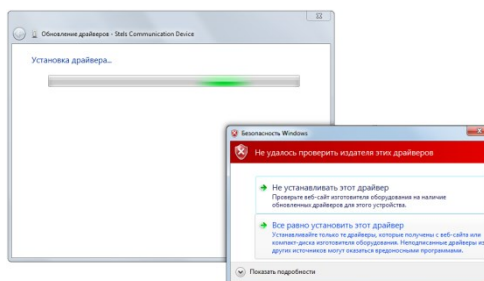 Обновление драйверов - Stels Communication Device
Установка драйвера...
Безопасность Windows
Не удалось проверить издателя этих драйверов
Не устанавливать этот драйвер
Проверьте веб-сайт изготовителя оборудования на наличие
обновленных драйверов для этого устройства.
Все равно установить этот драйвер
Устанавливайте только те драйверы, которые получены с веб-сайта или
компакт-диска изготовителя оборудования. Неподписанные драйверы из
других источников могут оказаться вредоносными программами.
Показать подробности